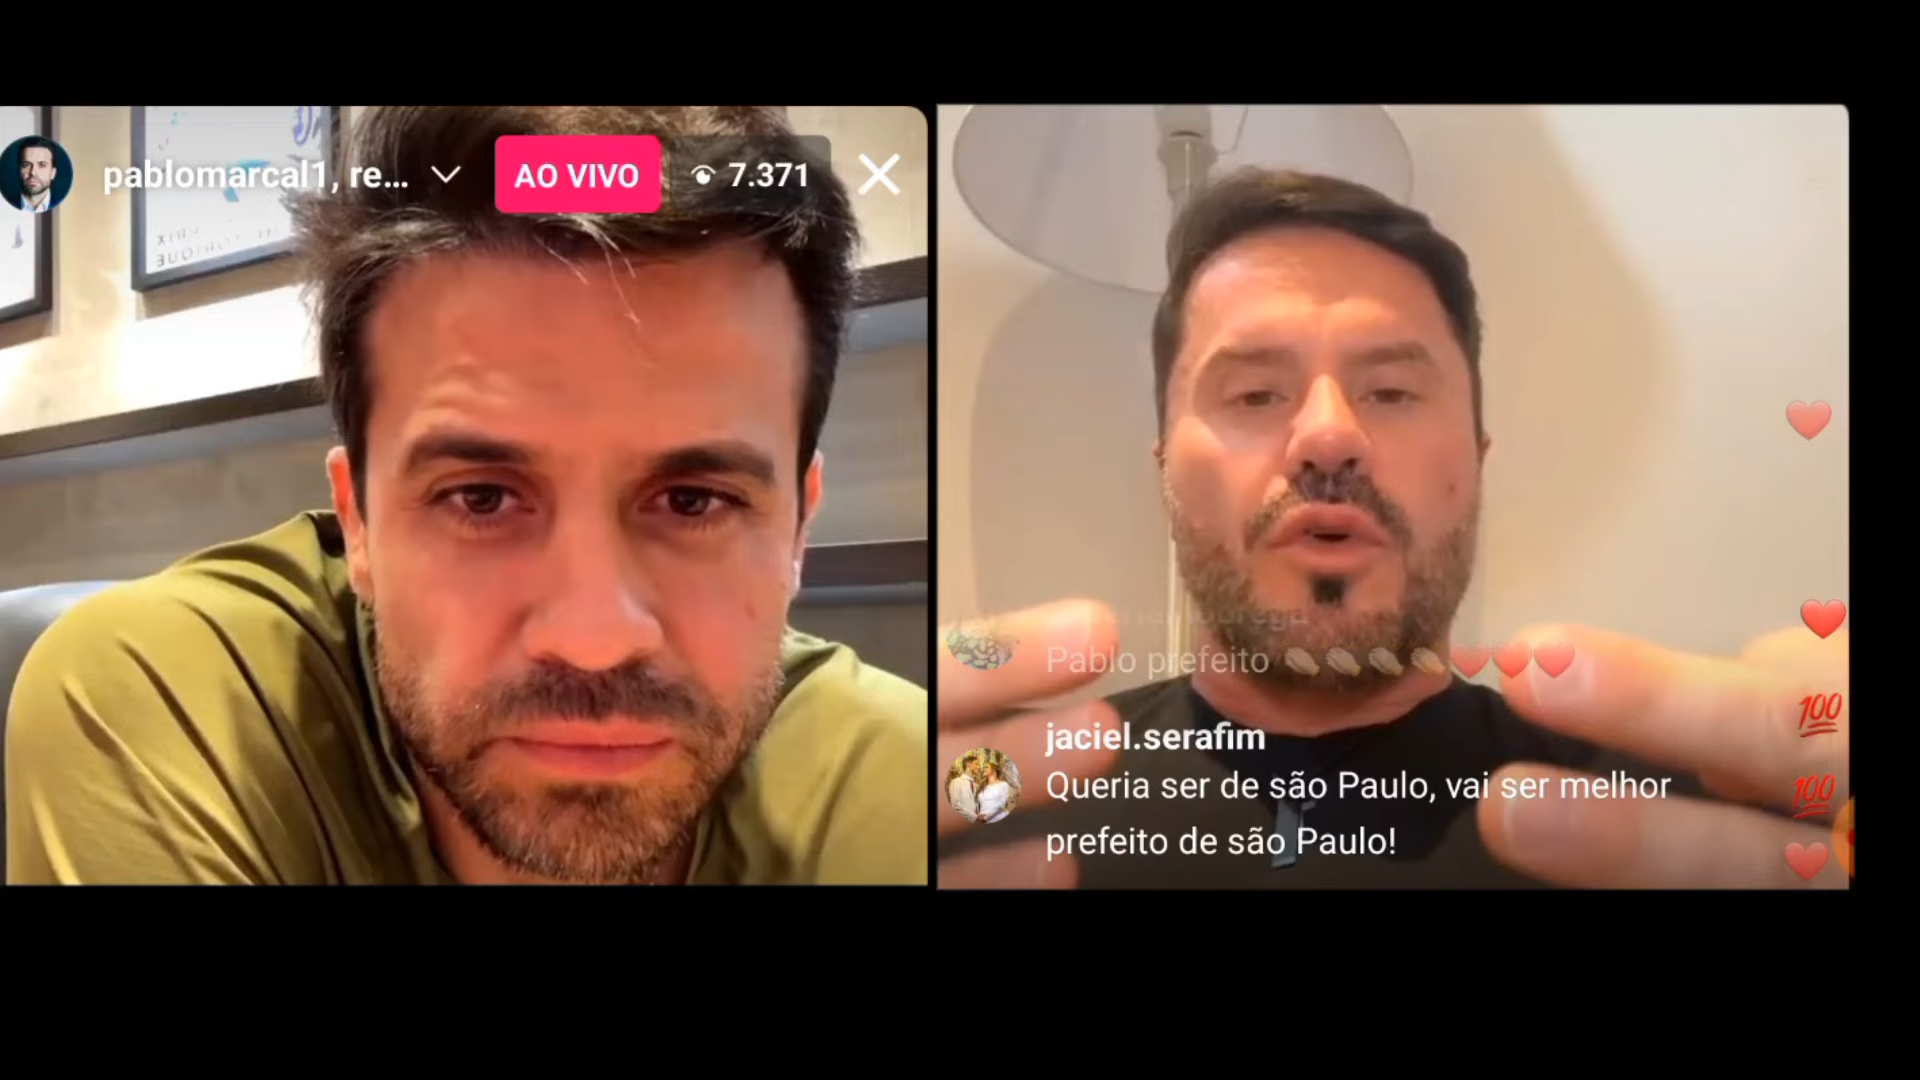 pablomarcal1, re...
AO VIVO
7.371
Pablo prefeito 👏👏👏👏❤️❤️❤️
jaciel.serafim
Queria ser de são Paulo, vai ser melhor
prefeito de são Paulo!
💯
💯